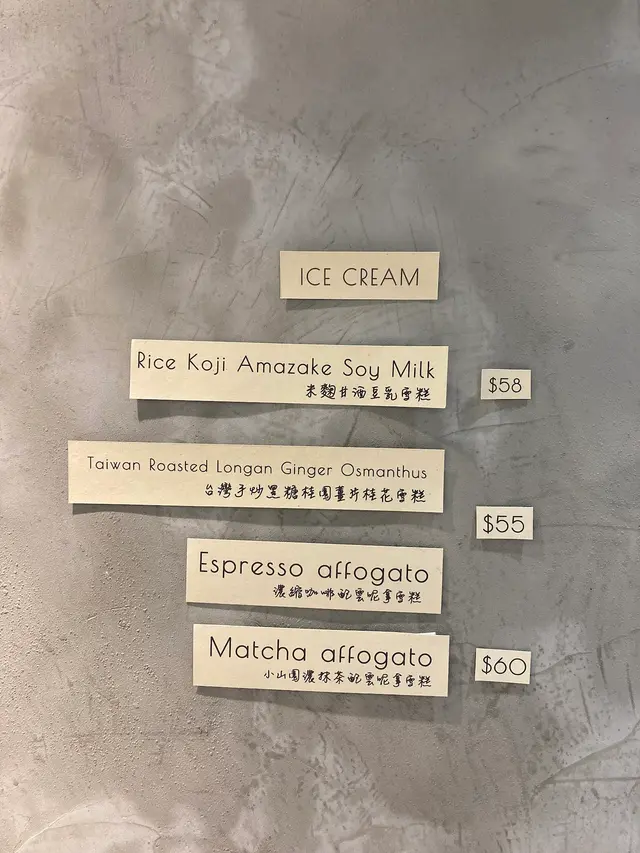 ICE CREAM
Rice Koji Amazake Soy Milk
米麴甘酒豆乳雪糕
$58
Taiwan Roasted Longan Ginger Osmanthus
台灣手炒黑糖桂圓薑片桂花雪糕
$55
Espresso affogato
濃縮咖啡配雲呢拿雪糕
Matcha affogato
小山園濃抹茶配雲呢拿雪糕
$60